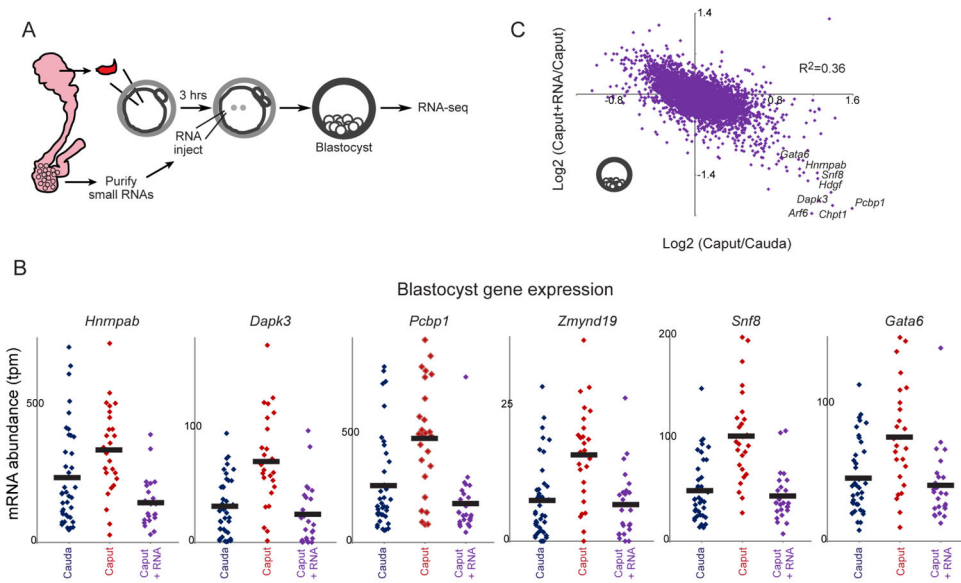 A
3 hrs
RNA
inject
Purify
small RNAs
Blastocyst
RNA-seq
C
1.4
R²=0.36
-0.8
0.8
1.6
-1.4
Log2 (Caput+RNA/Caput)
Gata6
Hnrnpab
Snf8
Hdgf
Dapk3
Pcbp1
Arf6
Chpt1
Log2 (Caput/Cauda)
B
Blastocyst gene expression
Hnrnpab
Dapk3
Pcbp1
Zmynd19
Snf8
Gata6
mRNA abundance (tpm)
500
0
100
0
500
0
25
0
200
100
0
100
0
Cauda
Caput
Caput
+ RNA
Cauda
Caput
Caput
+ RNA
Cauda
Caput
Caput
+ RNA
Cauda
Caput
Caput
+ RNA
Cauda
Caput
Caput
+ RNA
Cauda
Caput
Caput
+ RNA